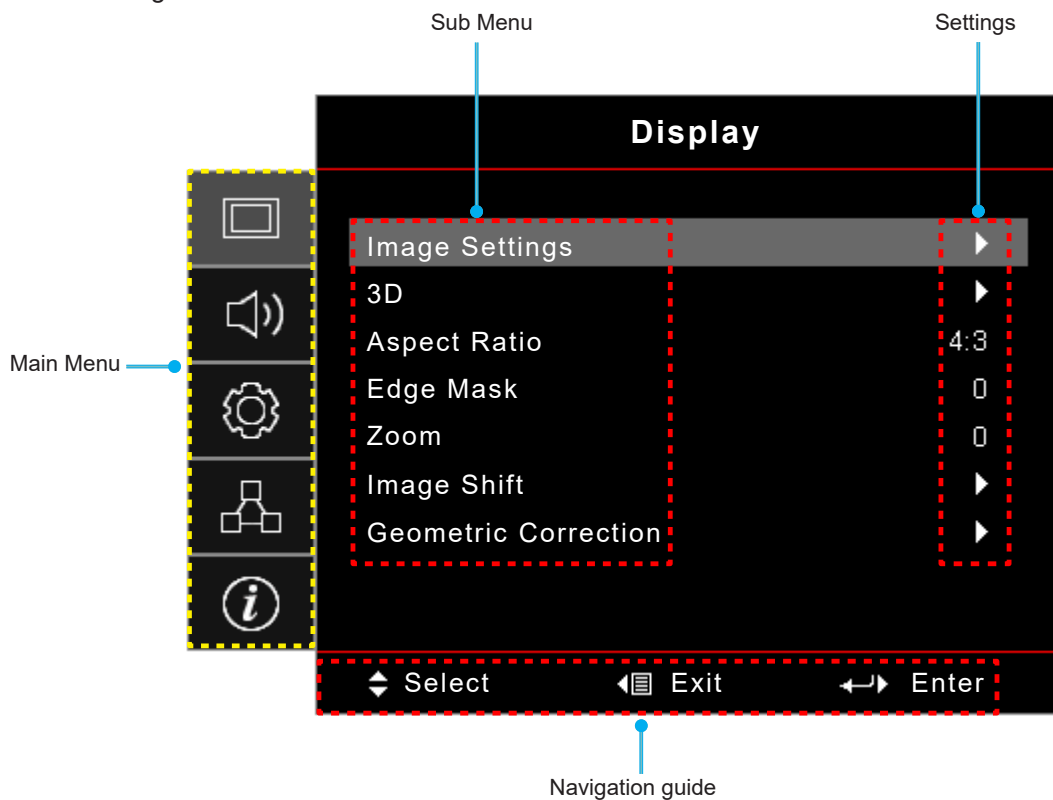 Sub Menu Settings
Display
Image Settings
3D
Aspect Ratio 4:3
Edge Mask 0
Zoom 0
Image Shift
Geometric Correction
Main Menu
i
Select Exit Enter
Navigation guide